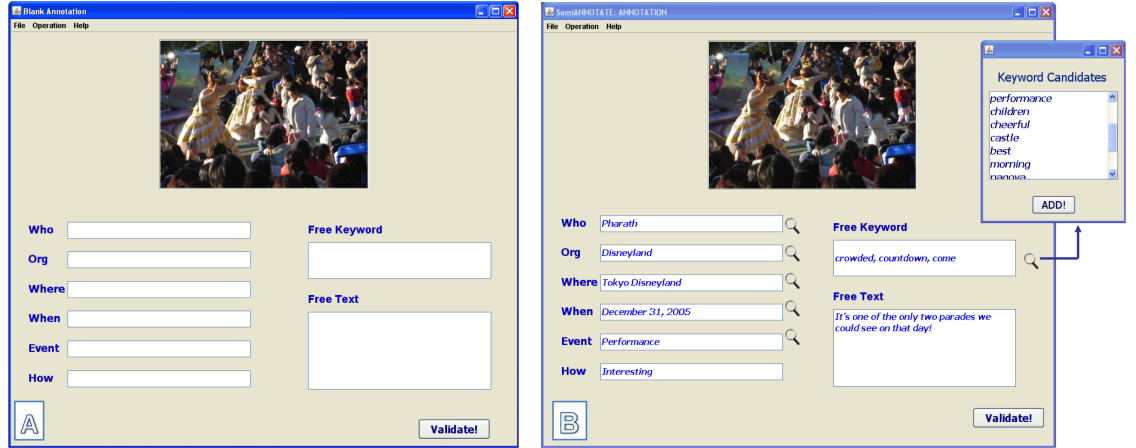 Blank Annotation
File Operation Help
Who
Org
Where
When
Event
How
Free Keyword
Free Text
A
Validate!
SemiANNOTATE: ANNOTATION
File Operation Help
Who Pharath
Org Disneyland
Where Tokyo Disneyland
When December 31, 2005
Event Performance
How Interesting
Free Keyword
crowded, countdown, come
Free Text
It's one of the only two parades we
could see on that day!
B
Validate!
Keyword Candidates
performance
children
cheerful
castle
best
morning
nagoya
ADD!